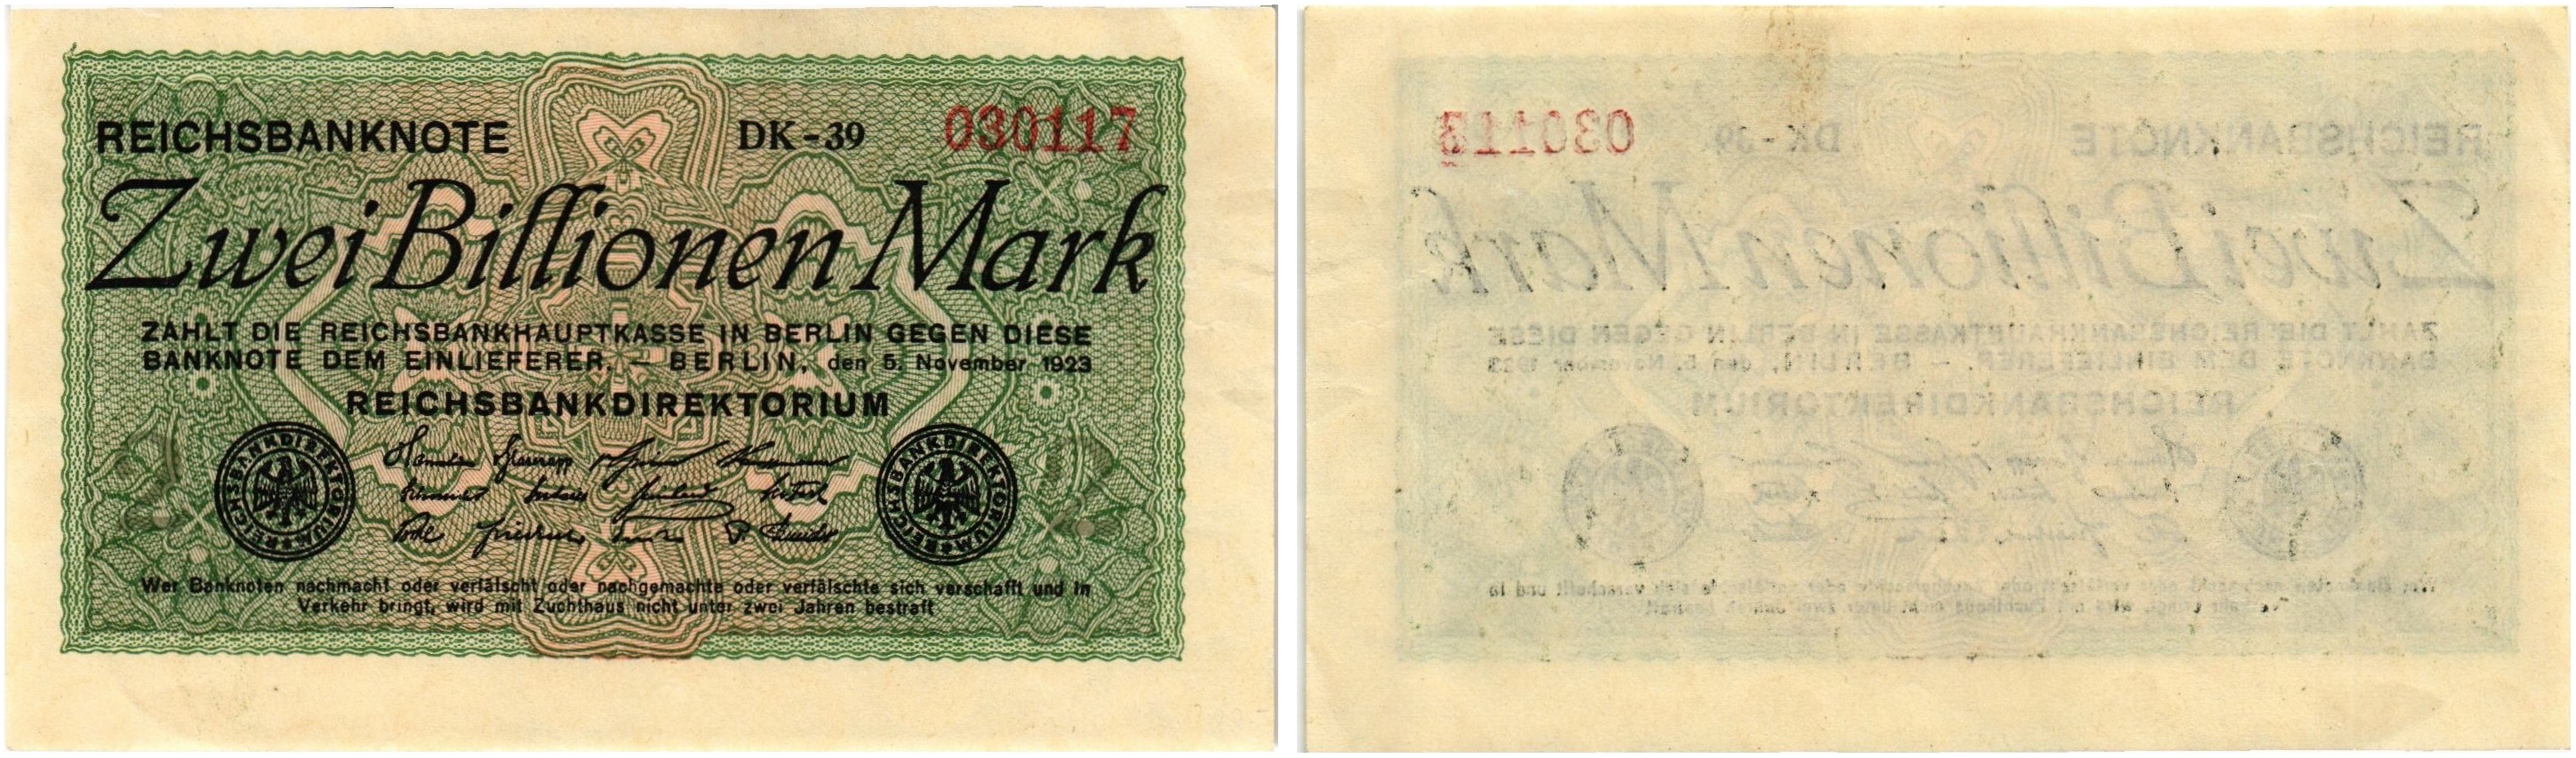 REICHSBANKNOTE DK-39 030117
Zwei Billionen Mark
ZAHLT DIE REICHSBANKHAUPTKASSE IN BERLIN GEGEN DIESE
BANKNOTE DEM EINLIEFERER. – BERLIN, den 5. November 1923
REICHSBANKDIREKTORIUM
REICHSBANKDIREKTORIUM
REICHSBANKDIREKTORIUM
Wer Banknoten nachmacht oder verfälscht oder nachgemachte oder verfälschte sich verschafft und in
Verkehr bringt, wird mit Zuchthaus nicht unter zwei Jahren bestraft